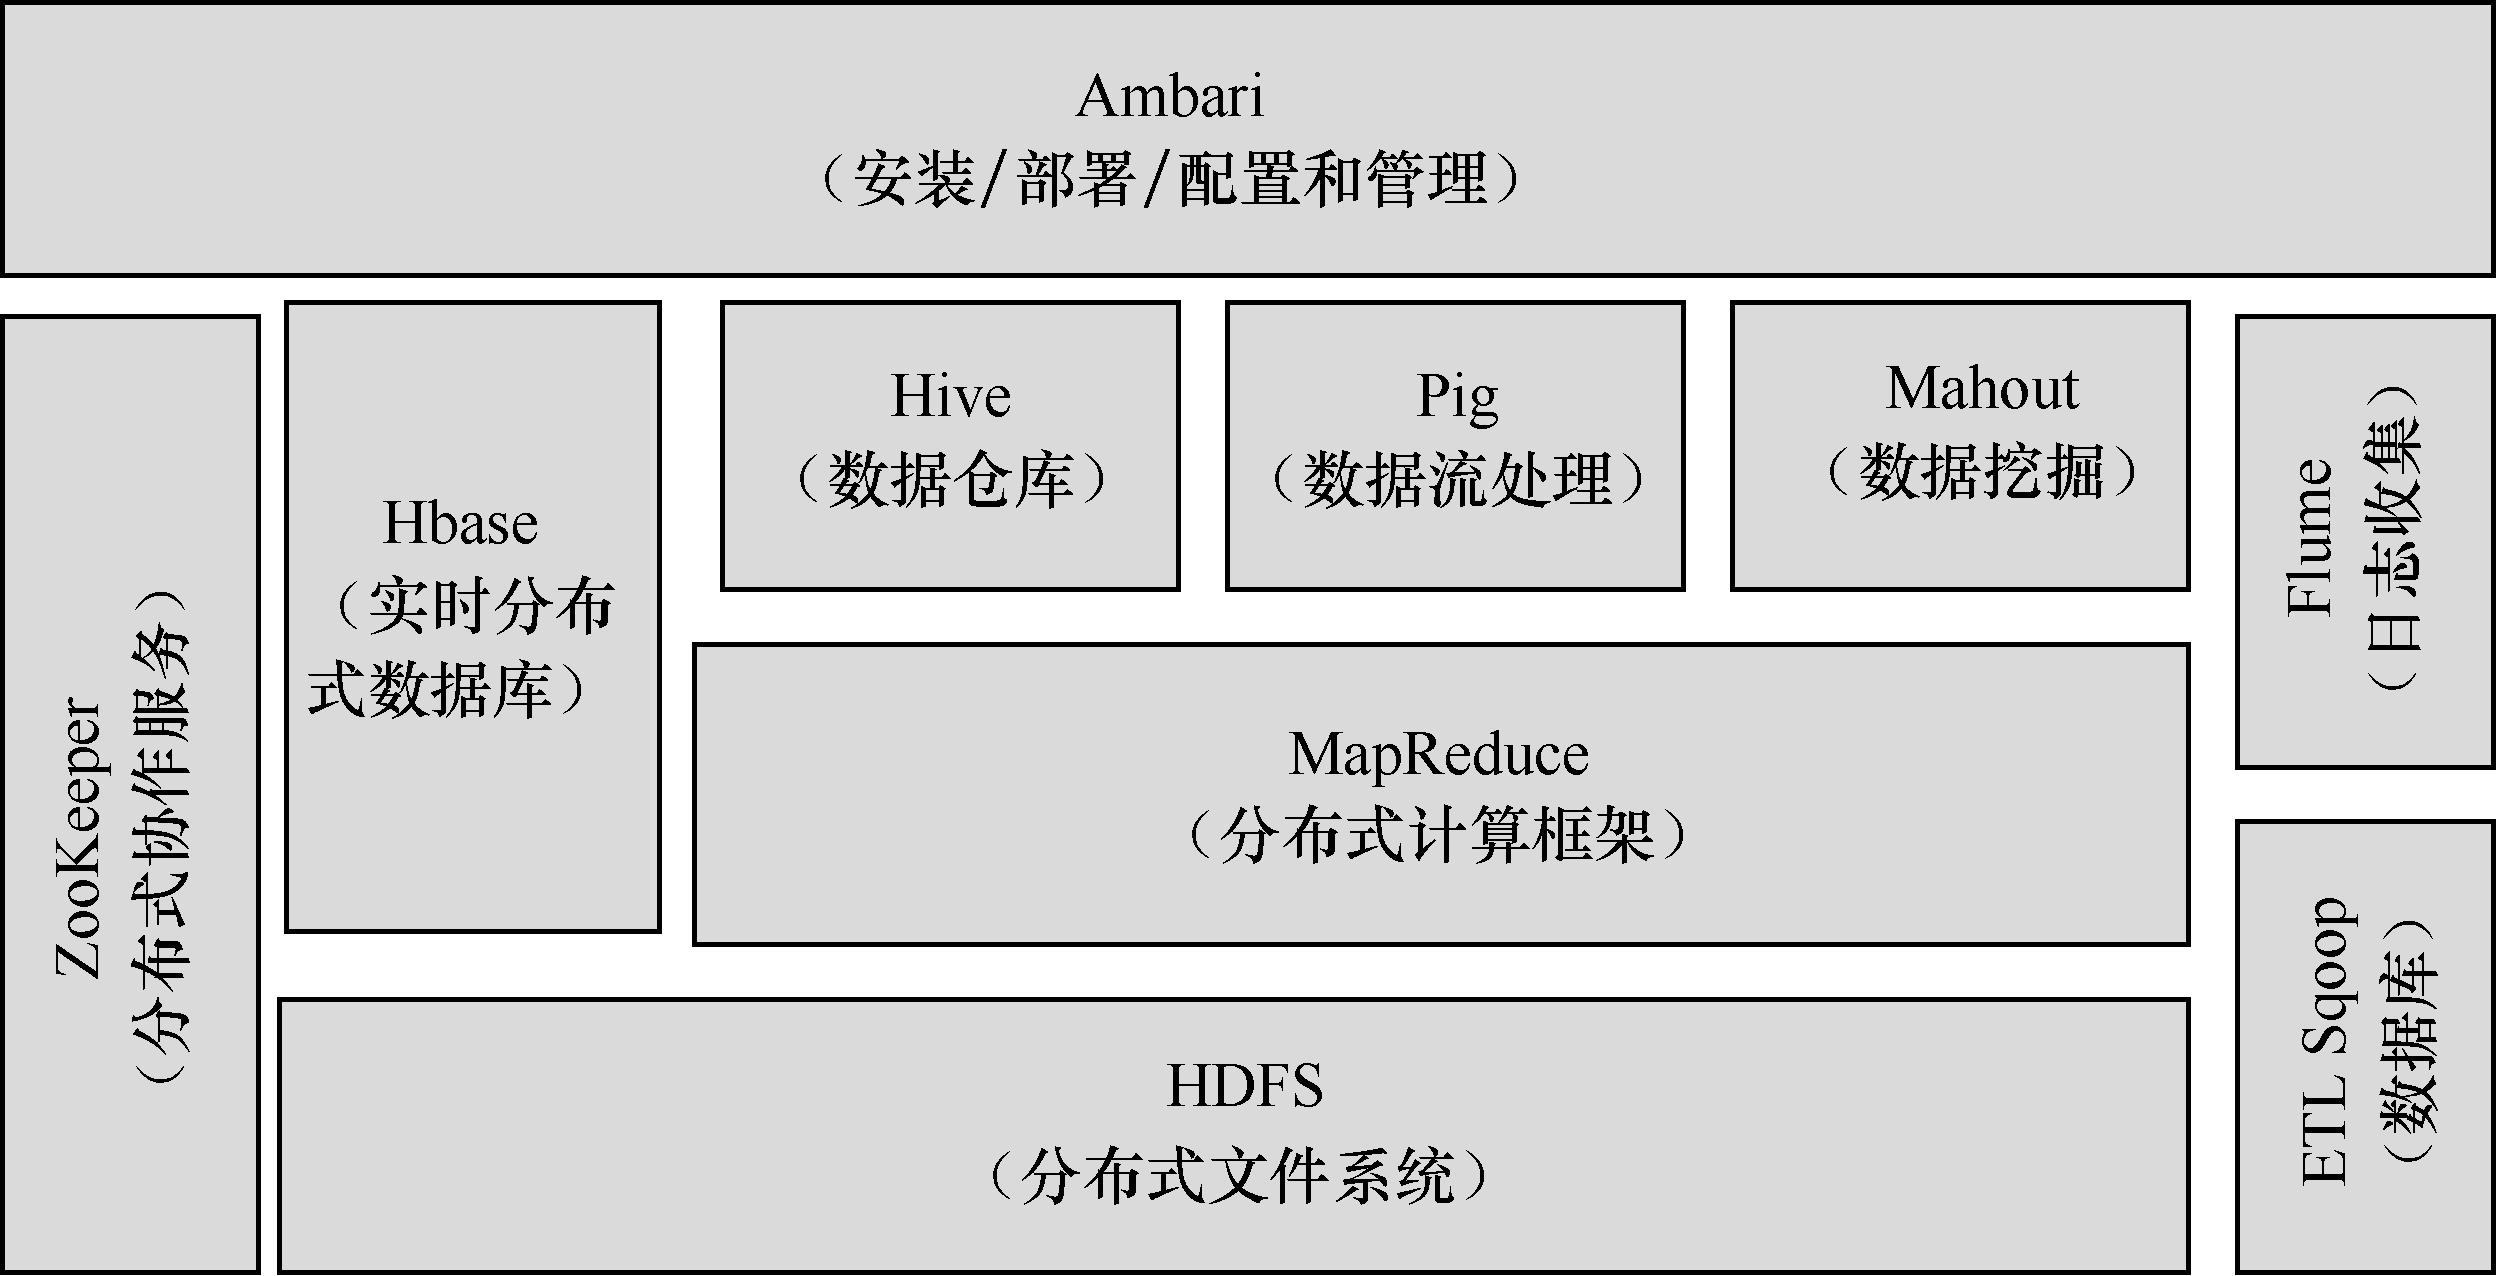 Ambari
（安装/部署/配置和管理）
ZooKeeper
（分布式协作服务）
Hbase
（实时分布
式数据库）
Hive
（数据仓库）
Pig
（数据流处理）
Mahout
（数据挖掘）
MapReduce
（分布式计算框架）
HDFS
（分布式文件系统）
Flume
（日志收集）
ETL Sqoop
（数据库）